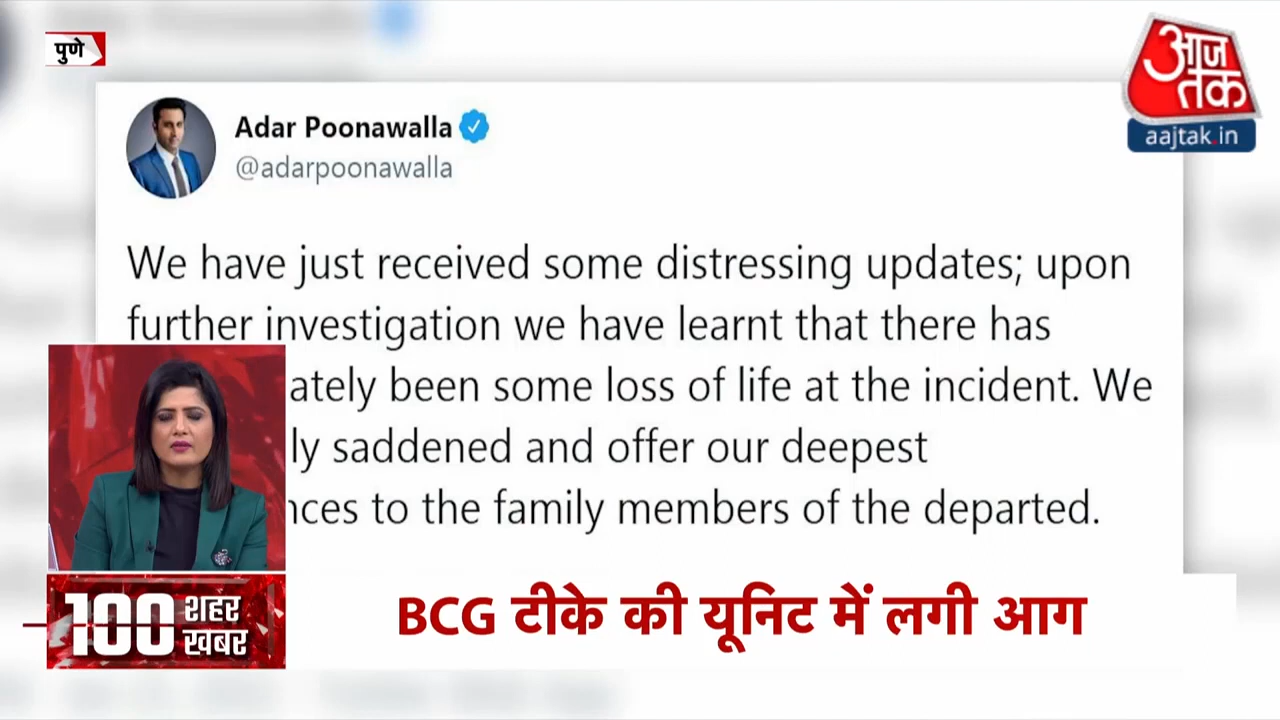 पुणे
आज
तक
aajtak.in
Adar Poonawalla
@adarpoonawalla
We have just received some distressing updates; upon
further investigation we have learnt that there has
ately been some loss of life at the incident. We
ly saddened and offer our deepest
nces to the family members of the departed.
100 शहर
खबर
BCG टीके की यूनिट में लगी आग